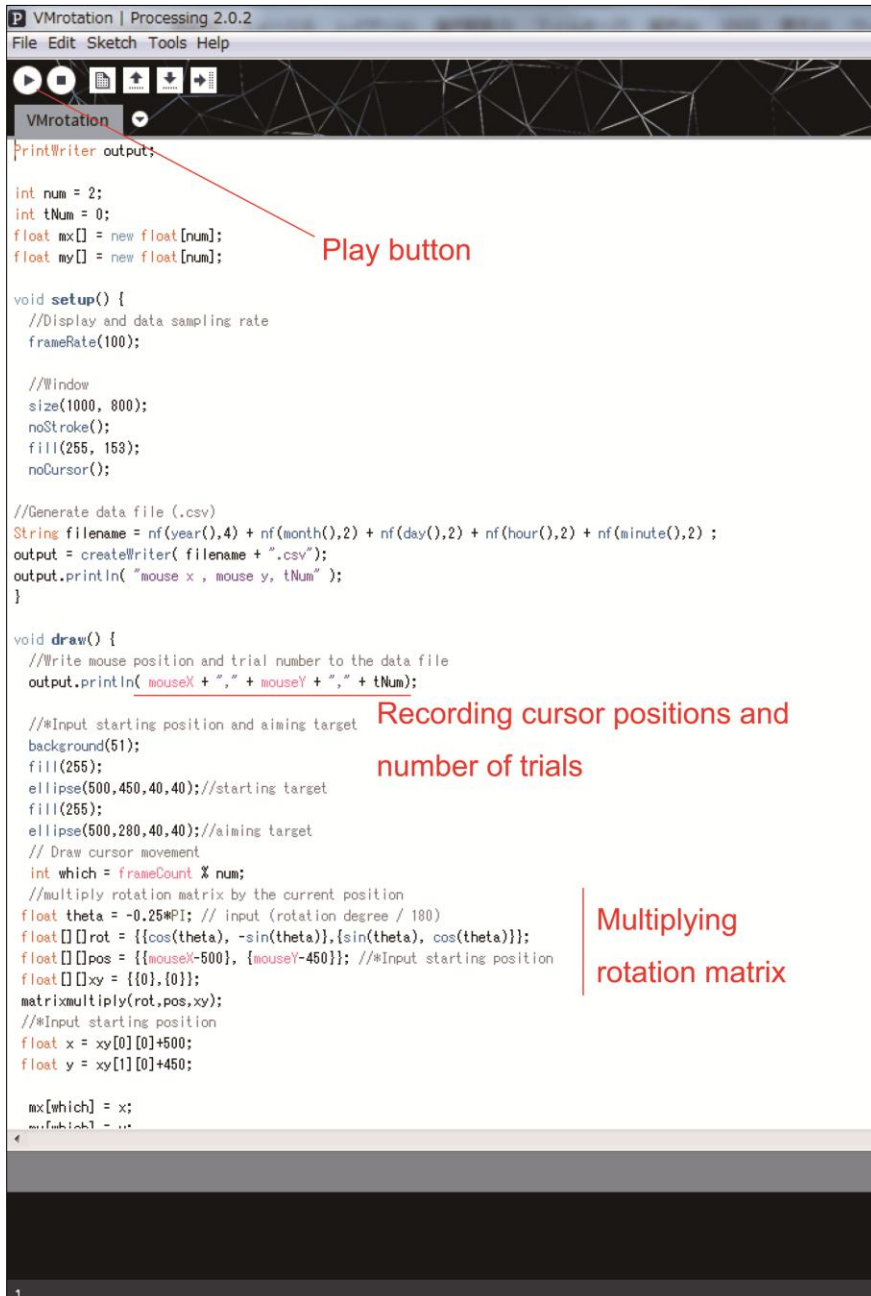 VMrotation | Processing 2.0.2
File Edit Sketch Tools Help
VMrotation
PrintWriter output;
int num = 2;
int tNum = 0;
float mx[] = new float[num];
float my[] = new float[num];
Play button
void setup() {
//Display and data sampling rate
frameRate(100);
//Window
size(1000, 800);
noStroke();
fill(255, 153);
noCursor();
//Generate data file (.csv)
String filename = nf(year(),4) + nf(month(),2) + nf(day(),2) + nf(hour(),2) + nf(minute(),2) ;
output = createWriter( filename + ".csv");
output.println( "mouse x , mouse y, tNum" );
}
void draw() {
//Write mouse position and trial number to the data file
output.println( mouseX + "," + mouseY + "," + tNum);
Recording cursor positions and
number of trials
//*Input starting position and aiming target
background(51);
fill(255);
ellipse(500,450,40,40);//starting target
fill(255);
ellipse(500,280,40,40);//aiming target
// Draw cursor movement
int which = frameCount % num;
//multiply rotation matrix by the current position
float theta = -0.25*PI; // input (rotation degree / 180)
float[][]rot = {{cos(theta), -sin(theta)},{sin(theta), cos(theta)}};
float[][]pos = {{mouseX-500}, {mouseY-450}}; //*Input starting position
float[][]xy = {{0},{0}};
matrixmultiply(rot,pos,xy);
Multiplying
rotation matrix
//*Input starting position
float x = xy[0][0]+500;
float y = xy[1][0]+450;
mx[which] = x;
1